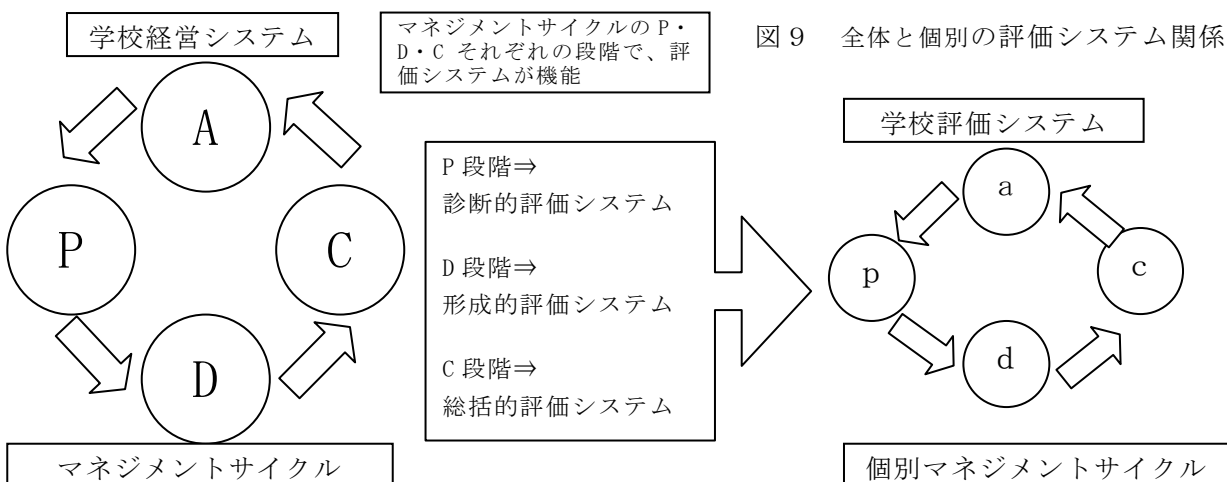 学校経営システム
マネジメントサイクルの P・
D・C それぞれの段階で、評
価システムが機能
図９ 全体と個別の評価システム関係
A
P
C
D
マネジメントサイクル
P 段階⇒
診断的評価システム
D 段階⇒
形成的評価システム
C 段階⇒
総括的評価システム
学校評価システム
a
p
c
d
個別マネジメントサイクル